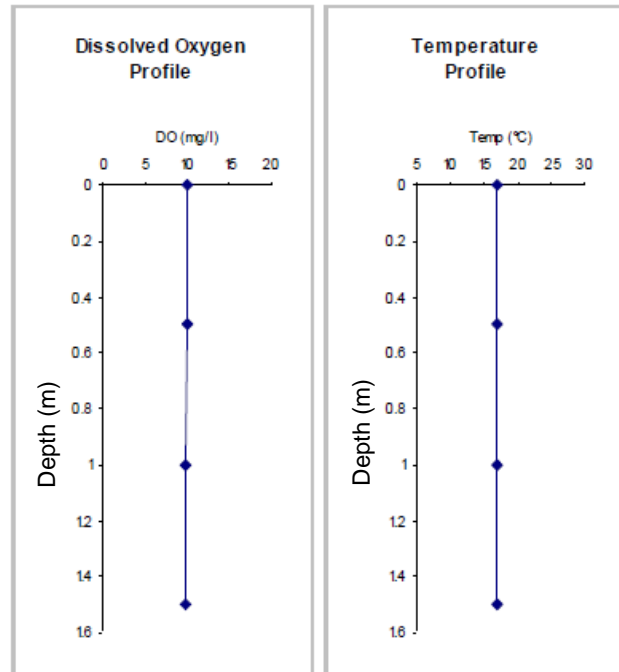 Dissolved Oxygen
Profile
DO (mg/l)
0 5 10 15 20
0
0.2
0.4
0.6
0.8
1
1.2
1.4
1.6
Depth (m)
Temperature
Profile
Temp (°C)
5 10 15 20 25 30
0
0.2
0.4
0.6
0.8
1
1.2
1.4
1.6
Depth (m)